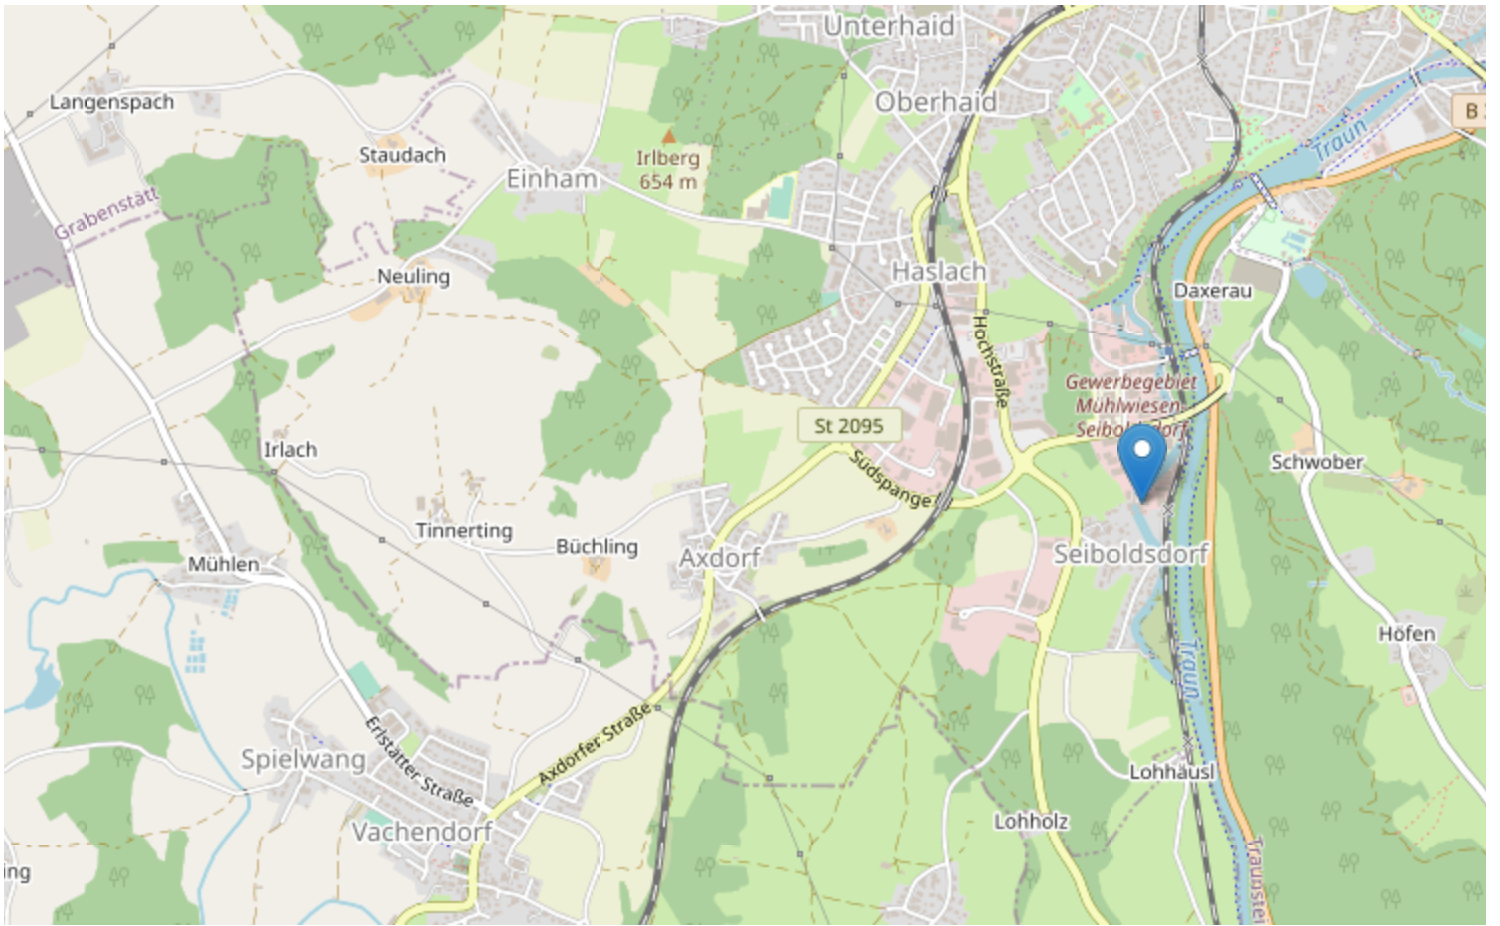 Unterhaid
Langenspach
Oberhaid
B
Traun
Staudach
Irlberg
654 m
Einham
Grabenstätt
Haslach
Neuling
Daxerau
Hochstraße
Gewerbegebiet
Mühlwiesen-
Seiboldsdorf
St 2095
Irlach
Südspange
Schwober
Tinnerting
Büchling
Axdorf
Seiboldsdorf
Mühlen
Höfen
Traun
Erlstätter Straße
Axdorfer Straße
Spielwang
Lohhäusl
Vachendorf
Lohholz
ing
Traunstei